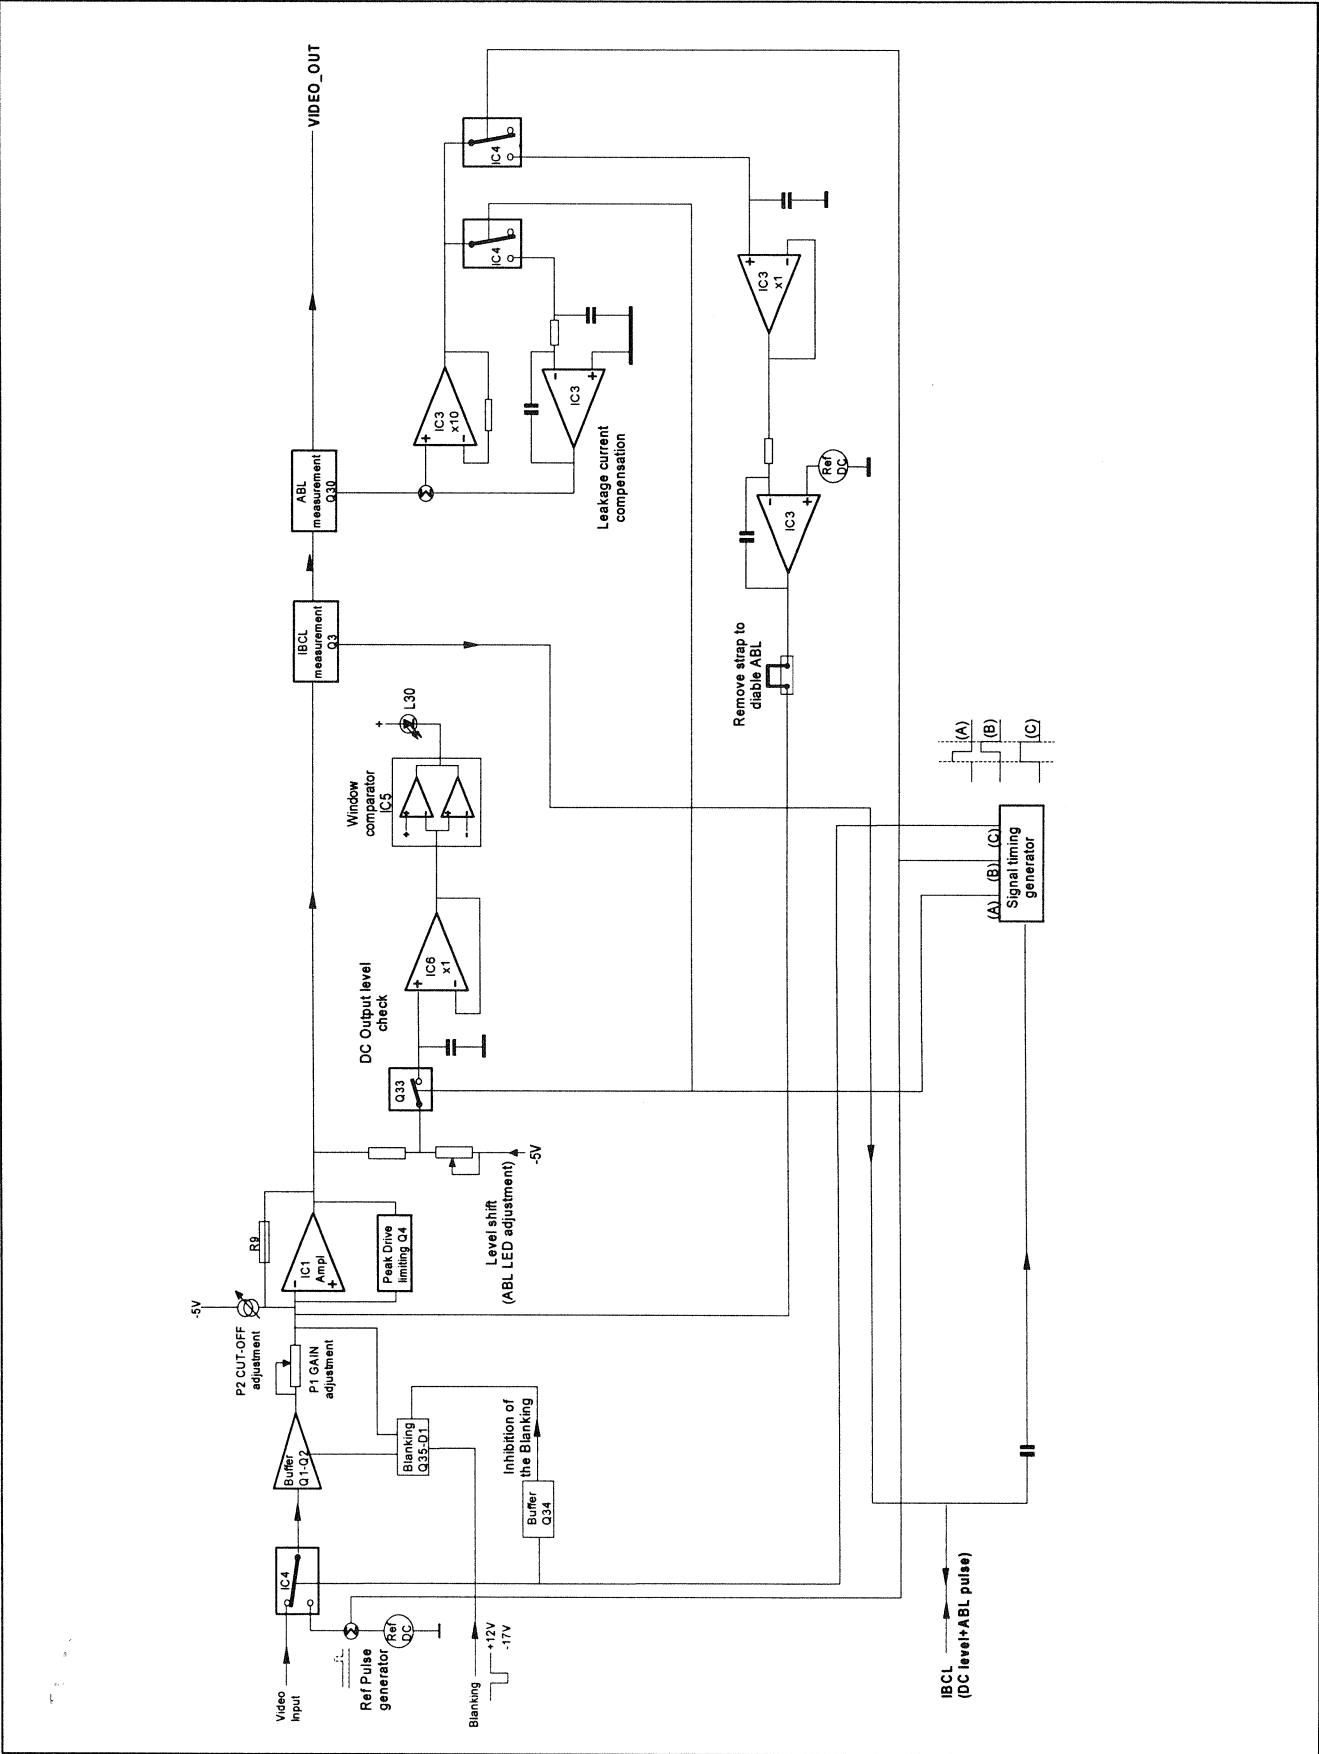 Video
Input
IC4
Ref Pulse
generator
Ref
DC
Blanking
+12V
-17V
Buffer
Q1-Q2
P2 CUT-OFF
adjustment
-5V
P1 GAIN
adjustment
Blanking
Q35-D1
Inhibition of
the Blanking
Buffer
Q34
R9
IC1
Ampl
-
+
Peak Drive
limiting Q4
Level shift
(ABL LED adjustment)
-5V
Q33
DC Output level
check
IC6
x1
+
-
Window
comparator
IC5
+
-
+
-
+
-
+
L30
IBCL
measurement
Q3
ABL
measurement
Q30
VIDEO_OUT
IC3
x10
+
-
IC4
IC4
IC3
-
+
Leakage current
compensation
IC3
x1
+
-
IC3
-
+
Ref
DC
Remove strap to
diable ABL
IBCL
(DC level+ABL pulse)
(A)
(B)
(C)
Signal timing
generator
(A)
(B)
(C)